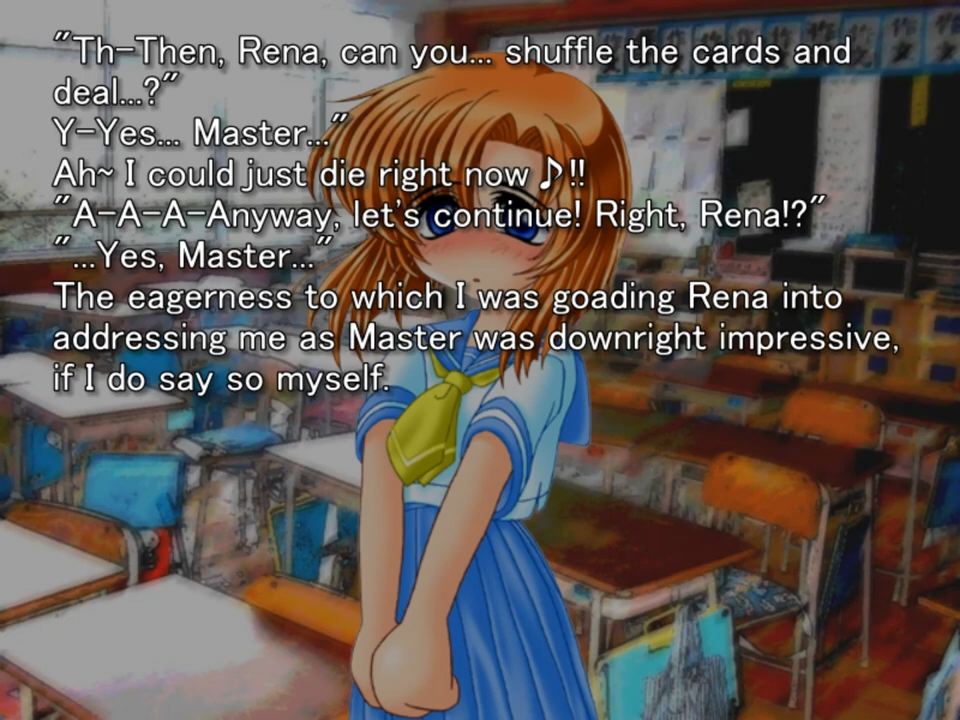 "Th-Then, Rena, can you... shuffle the cards and
deal...?"
Y-Yes... Master..."
Ah~ I could just die right now♪!!
"A-A-A-Anyway, let's continue! Right, Rena!?"
"...Yes, Master..."
The eagerness to which I was goading Rena into
addressing me as Master was downright impressive,
if I do say so myself.